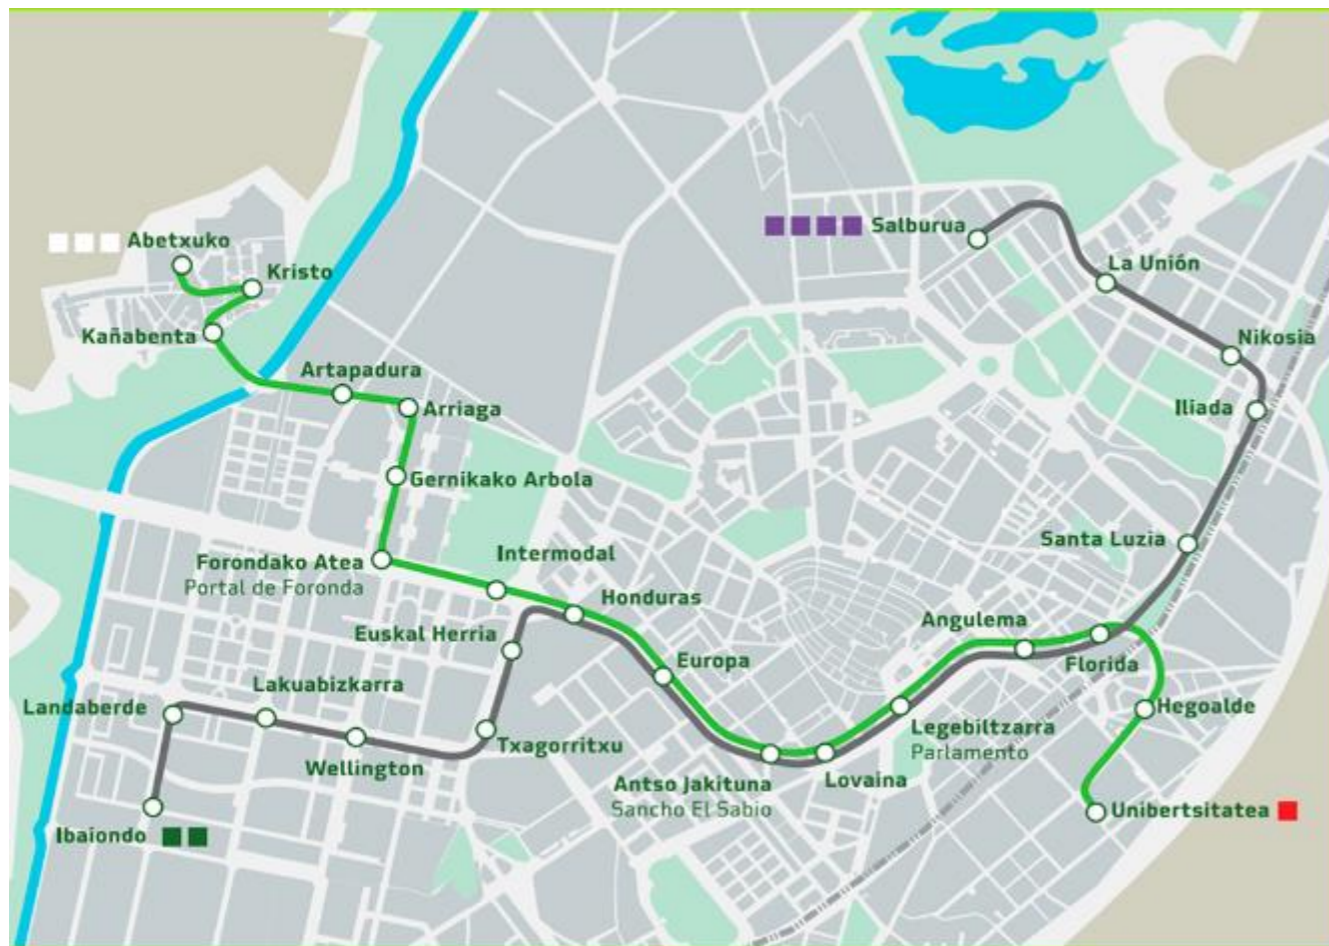 Abetxuko
Salburua
Kristo
La Unión
Kañabenta
Nikosia
Artapadura
Arriaga
Iliada
Gernikako Arbola
Santa Luzia
Intermodal
Forondako Atea
Portal de Foronda
Honduras
Angulema
Euskal Herria
Europa
Florida
Lakuabizkarra
Landaberde
Hegoalde
Legebiltzarra
Parlamento
Txagorritxu
Wellington
Antso Jakituna
Sancho El Sabio
Lovaina
Unibertsitatea
Ibaiondo